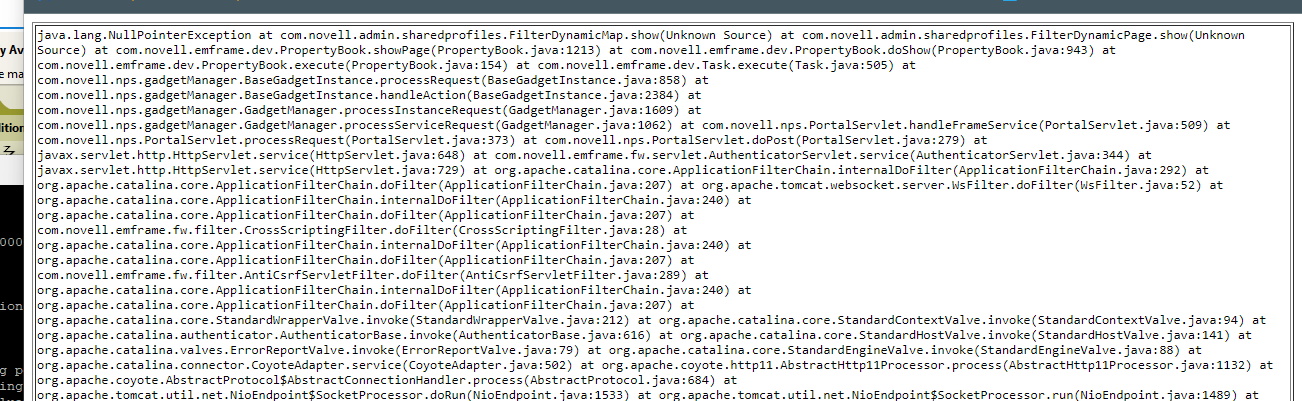 java.lang.NullPointerException at com.novell.admin.sharedprofiles.FilterDynamicMap.show(Unknown Source) at com.novell.admin.sharedprofiles.FilterDynamicPage.show(Unknown
Source) at com.novell.emframe.dev.PropertyBook.showPage(PropertyBook.java:1213) at com.novell.emframe.dev.PropertyBook.doShow(PropertyBook.java:943) at
com.novell.emframe.dev.PropertyBook.execute(PropertyBook.java:154) at com.novell.emframe.dev.Task.execute(Task.java:505) at
com.novell.nps.gadgetManager.BaseGadgetInstance.processRequest(BaseGadgetInstance.java:858) at
com.novell.nps.gadgetManager.BaseGadgetInstance.handleAction(BaseGadgetInstance.java:2384) at
com.novell.nps.gadgetManager.GadgetManager.processInstanceRequest(GadgetManager.java:1609) at
com.novell.nps.gadgetManager.GadgetManager.processServiceRequest(GadgetManager.java:1062) at com.novell.nps.PortalServlet.handleFrameService(PortalServlet.java:509) at
com.novell.nps.PortalServlet.processRequest(PortalServlet.java:373) at com.novell.nps.PortalServlet.doPost(PortalServlet.java:279) at
javax.servlet.http.HttpServlet.service(HttpServlet.java:648) at com.novell.emframe.fw.servlet.AuthenticatorServlet.service(AuthenticatorServlet.java:344) at
javax.servlet.http.HttpServlet.service(HttpServlet.java:729) at org.apache.catalina.core.ApplicationFilterChain.internalDoFilter(ApplicationFilterChain.java:292) at
org.apache.catalina.core.ApplicationFilterChain.doFilter(ApplicationFilterChain.java:207) at org.apache.tomcat.websocket.server.WsFilter.doFilter(WsFilter.java:52) at
org.apache.catalina.core.ApplicationFilterChain.internalDoFilter(ApplicationFilterChain.java:240) at
org.apache.catalina.core.ApplicationFilterChain.doFilter(ApplicationFilterChain.java:207) at
com.novell.emframe.fw.filter.CrossScriptingFilter.doFilter(CrossScriptingFilter.java:28) at
org.apache.catalina.core.ApplicationFilterChain.internalDoFilter(ApplicationFilterChain.java:240) at
org.apache.catalina.core.ApplicationFilterChain.doFilter(ApplicationFilterChain.java:207) at
com.novell.emframe.fw.filter.AntiCsrfServletFilter.doFilter(AntiCsrfServletFilter.java:289) at
org.apache.catalina.core.ApplicationFilterChain.internalDoFilter(ApplicationFilterChain.java:240) at
org.apache.catalina.core.ApplicationFilterChain.doFilter(ApplicationFilterChain.java:207) at
org.apache.catalina.core.StandardWrapperValve.invoke(StandardWrapperValve.java:212) at org.apache.catalina.core.StandardContextValve.invoke(StandardContextValve.java:94) at
org.apache.catalina.authenticator.AuthenticatorBase.invoke(AuthenticatorBase.java:616) at org.apache.catalina.core.StandardHostValve.invoke(StandardHostValve.java:141) at
org.apache.catalina.valves.ErrorReportValve.invoke(ErrorReportValve.java:79) at org.apache.catalina.core.StandardEngineValve.invoke(StandardEngineValve.java:88) at
org.apache.catalina.connector.CoyoteAdapter.service(CoyoteAdapter.java:502) at org.apache.coyote.http11.AbstractHttp11Processor.process(AbstractHttp11Processor.java:1132) at
org.apache.coyote.AbstractProtocol$AbstractConnectionHandler.process(AbstractProtocol.java:684) at
org.apache.tomcat.util.net.NioEndpoint$SocketProcessor.doRun(NioEndpoint.java:1533) at org.apache.tomcat.util.net.NioEndpoint$SocketProcessor.run(NioEndpoint.java:1489) at